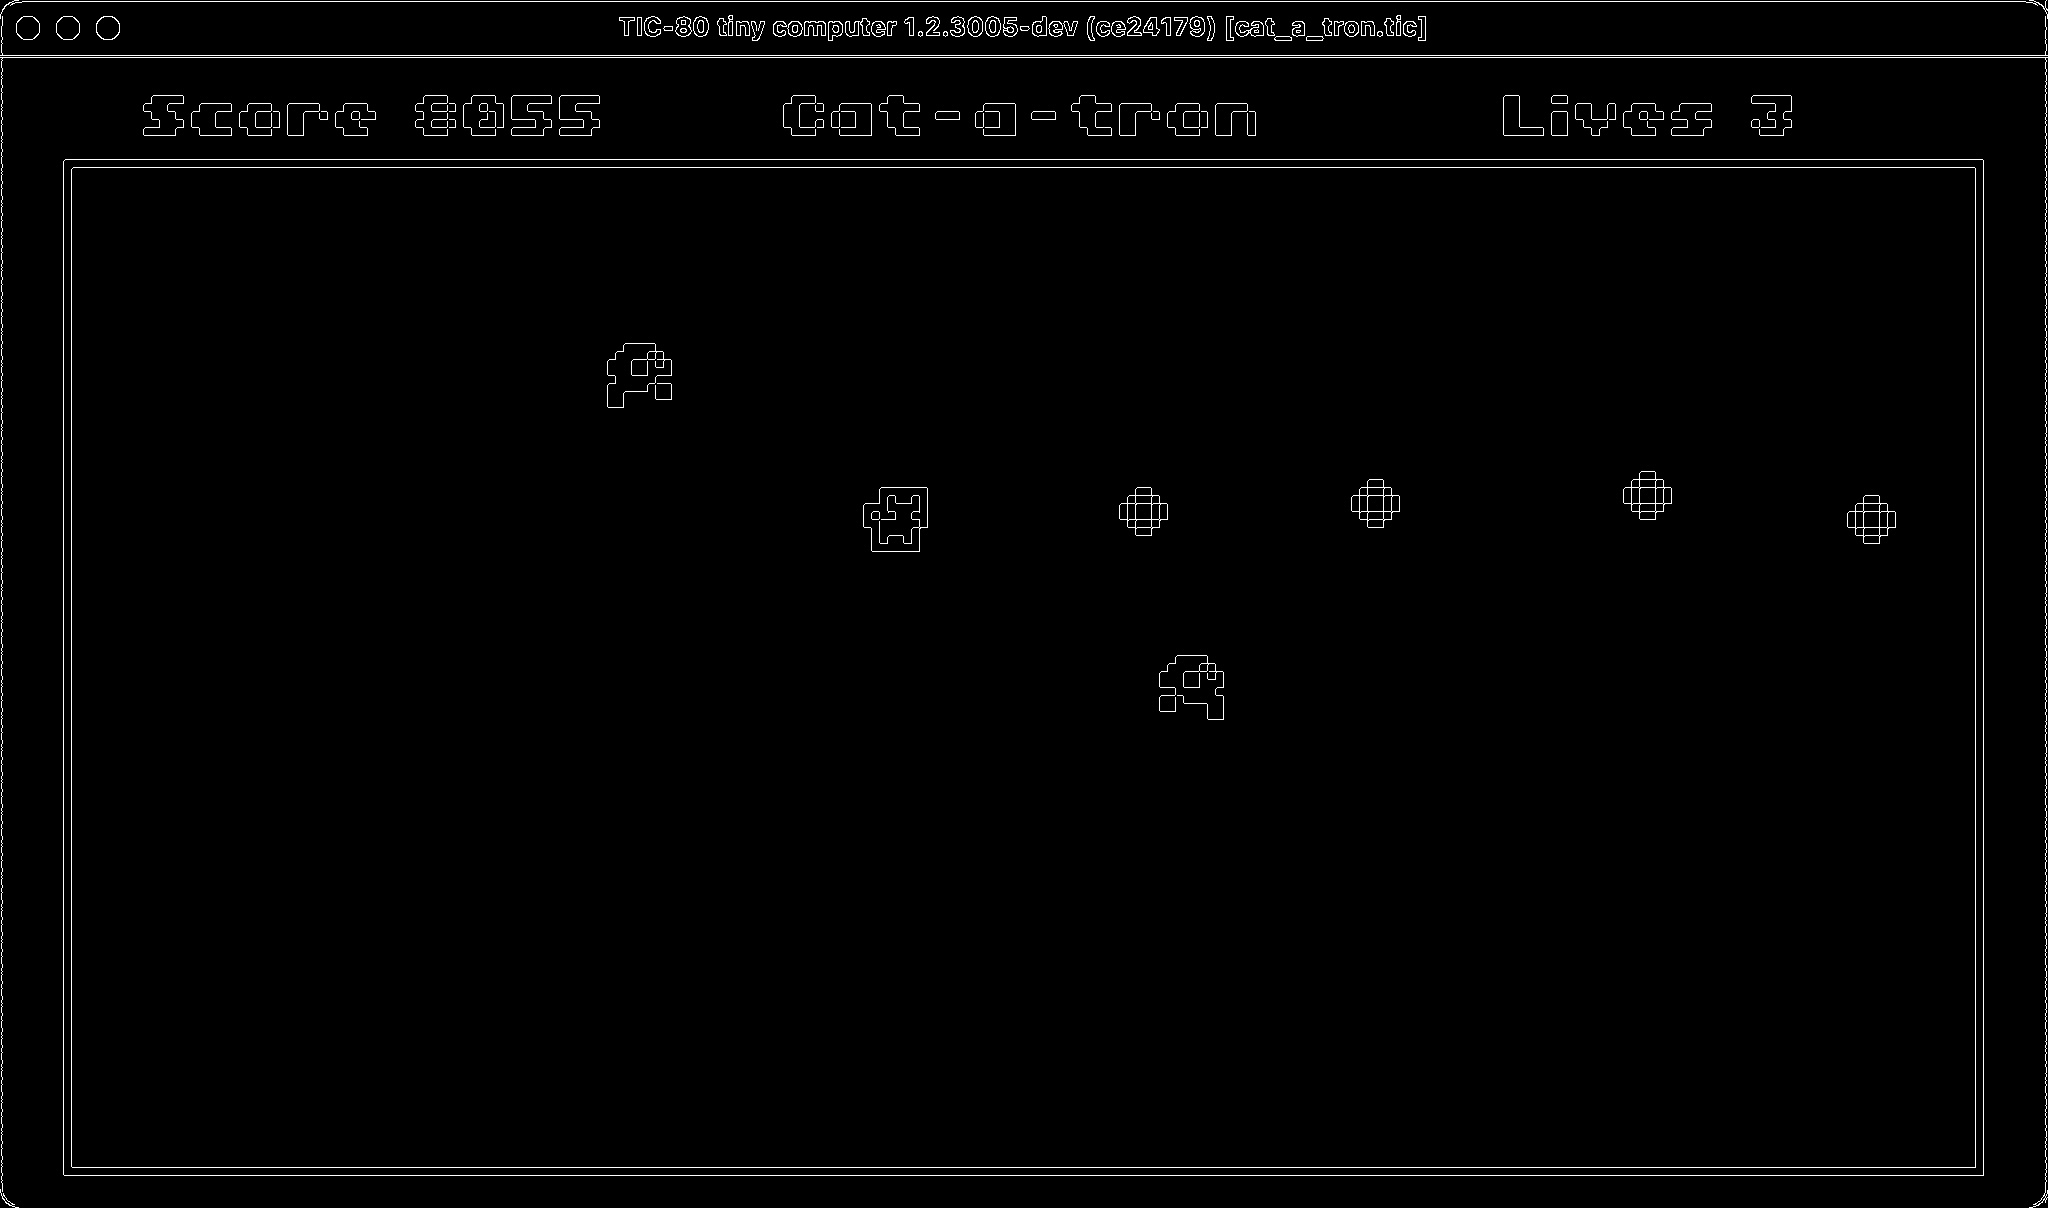 TIC-80 tiny computer 1.2.3005-dev (ce24179) [cat_a_tron.tic]
Score 8055 Cat-a-tron Lives 3